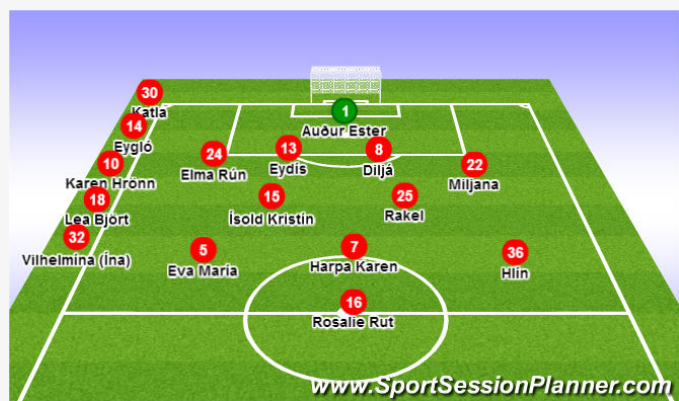 30
Katla
1
Auður Ester
14
Eygló
24
Elma Rún
13
Eydís
8
Diljá
10
Karen Hrönn
22
Miljana
18
Lea Björt
15
Ísold Kristín
25
Rakel
32
Vilhelmína (Ína)
5
Eva María
7
Harpa Karen
36
Hlín
16
Rosalie Rut
www.SportSessionPlanner.com